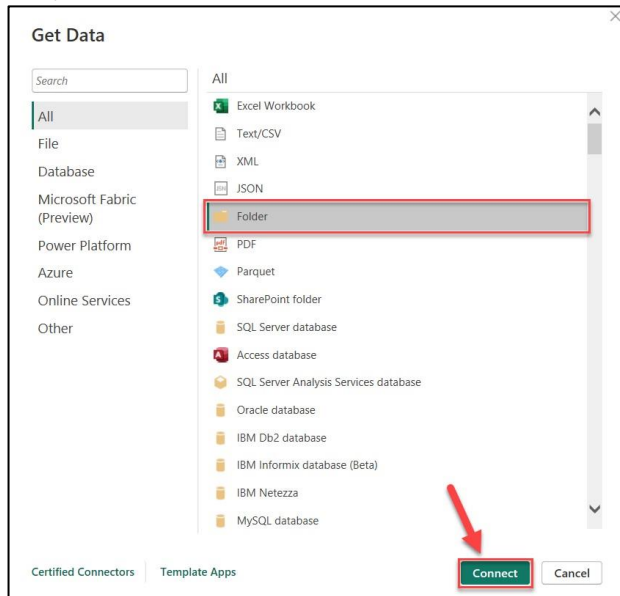 Get Data
Search
All
File
Database
Microsoft Fabric
(Preview)
Power Platform
Azure
Online Services
Other
All
Excel Workbook
Text/CSV
XML
JSON
Folder
PDF
Parquet
SharePoint folder
SQL Server database
Access database
SQL Server Analysis Services database
Oracle database
IBM Db2 database
IBM Informix database (Beta)
IBM Netezza
MySQL database
Certified Connectors
Template Apps
Connect
Cancel